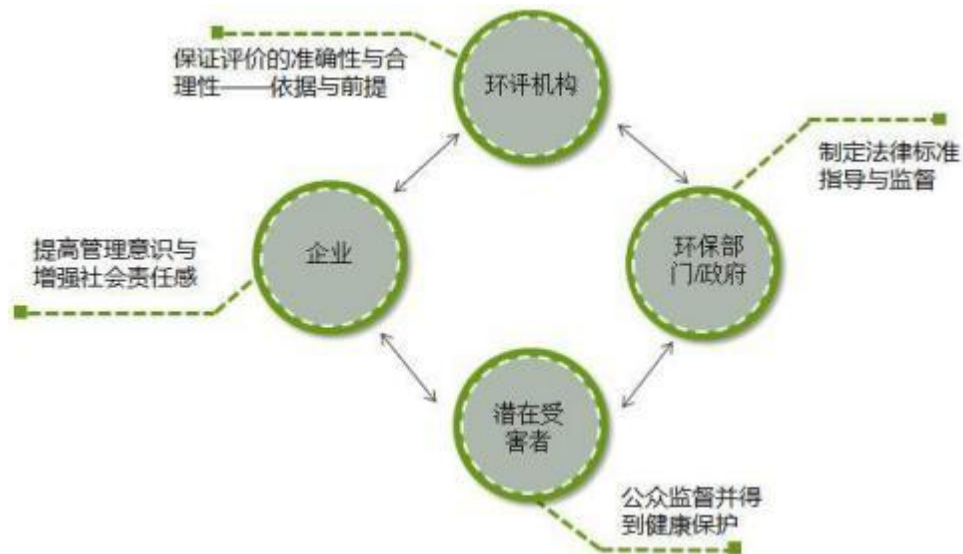 保证评价的准确性与合
理性——依据与前提
环评机构
制定法律标准
指导与监督
提高管理意识与
增强社会责任感
企业
环保部
门/政府
潜在受
害者
公众监督并得
到健康保护